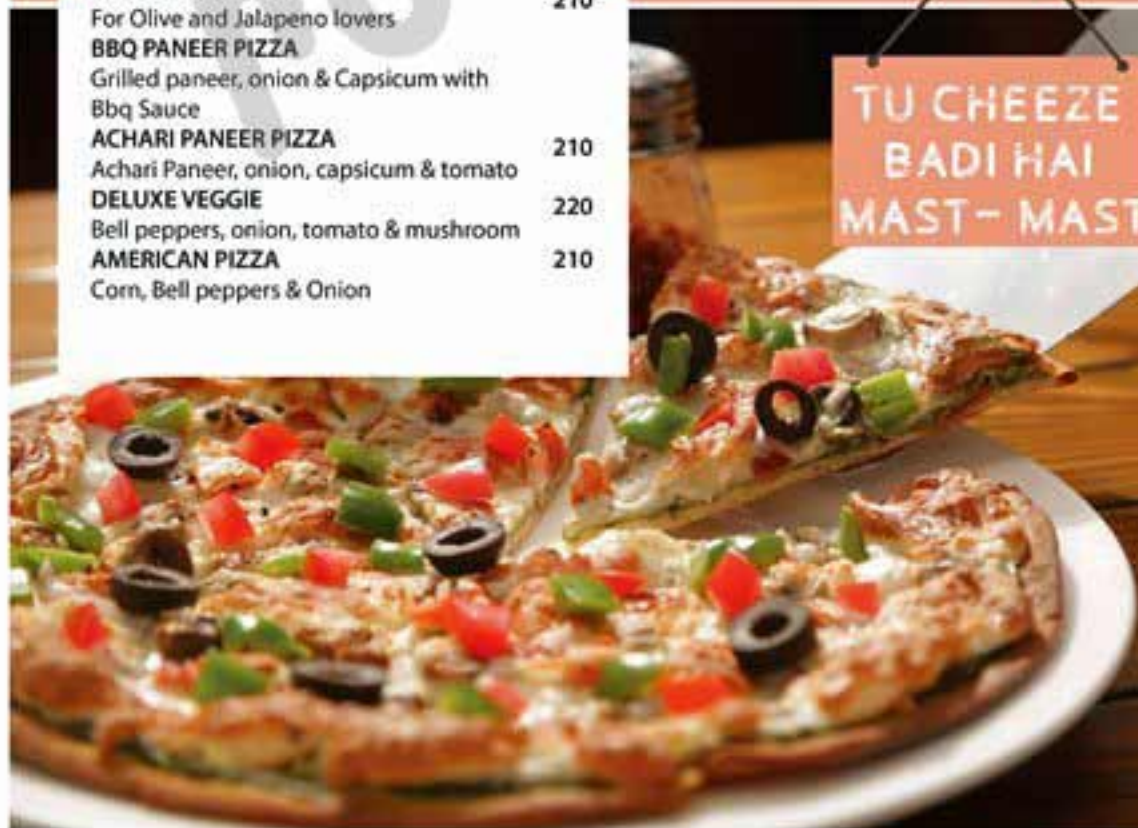 For Olive and Jalapeno lovers
BBQ PANEER PIZZA
Grilled paneer, onion & Capsicum with
Bbq Sauce
ACHARI PANEER PIZZA 210
Achari Paneer, onion, capsicum & tomato
DELUXE VEGGIE 220
Bell peppers, onion, tomato & mushroom
AMERICAN PIZZA 210
Corn, Bell peppers & Onion
TU CHEEZE
BADI HAI
MAST- MAST